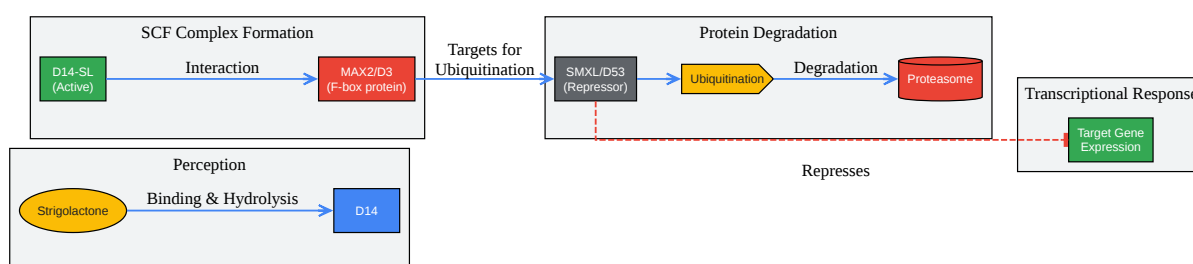 SCF Complex Formation
D14-SL
(Active)
Interaction
MAX2/D3
(F-box protein)
Targets for
Ubiquitination
Protein Degradation
SMXL/D53
(Repressor)
Ubiquitination
Degradation
Proteasome
Transcriptional Response
Target Gene
Expression
Represses
Perception
Strigolactone
Binding & Hydrolysis
D14